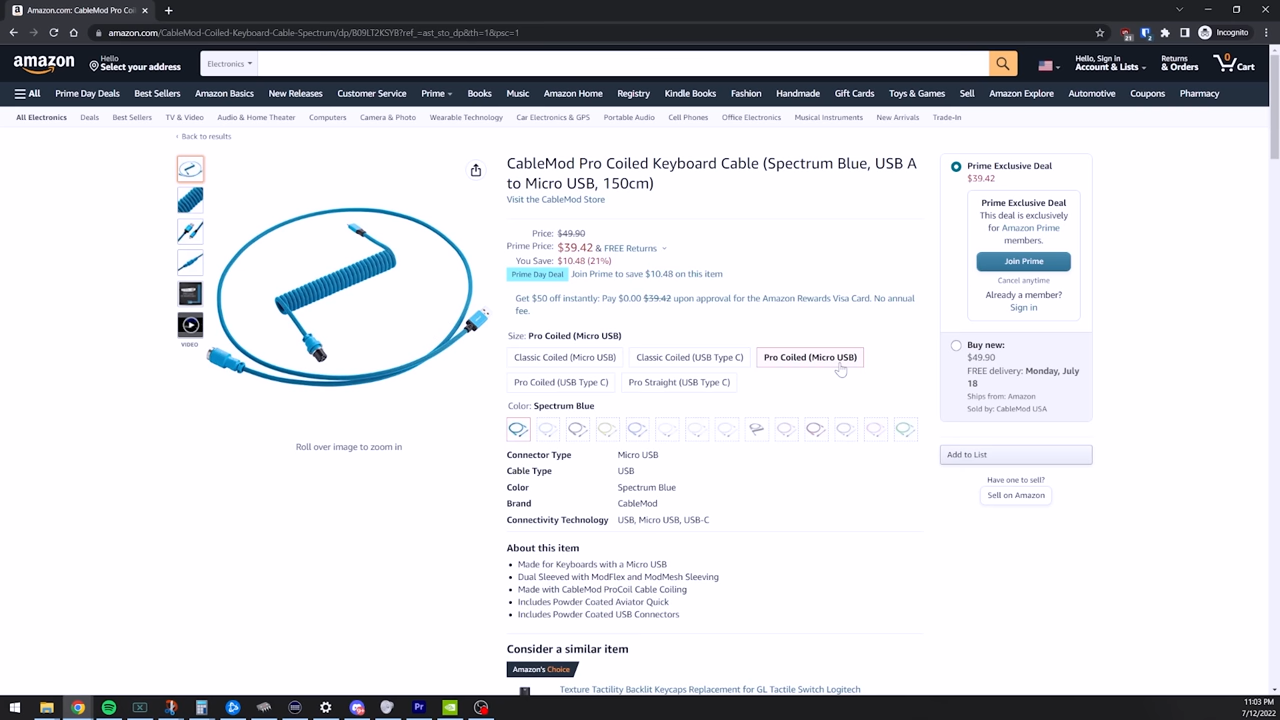 Amazon.com: CableMod Pro Coi
Incognito
amazon.com/CableMod-Coiled-Keyboard-Cable-Spectrum/dp/B09LT2KSYB?ref_=ast_sto_dp&th=1&psc=1
amazon
Hello
Select your address
Electronics
Hello, Sign in
Account & Lists
Returns
& Orders
0
Cart
All
Prime Day Deals
Best Sellers
Amazon Basics
New Releases
Customer Service
Prime
Books
Music
Amazon Home
Registry
Kindle Books
Fashion
Handmade
Gift Cards
Toys & Games
Sell
Amazon Explore
Automotive
Coupons
Pharmacy
All Electronics
Deals
Best Sellers
TV & Video
Audio & Home Theater
Computers
Camera & Photo
Wearable Technology
Car Electronics & GPS
Portable Audio
Cell Phones
Office Electronics
Musical Instruments
New Arrivals
Trade-In
‹ Back to results
VIDEO
Roll over image to zoom in
CableMod Pro Coiled Keyboard Cable (Spectrum Blue, USB A
to Micro USB, 150cm)
Visit the CableMod Store
Price: $49.90
Prime Price: $39.42 & FREE Returns
You Save: $10.48 (21%)
Prime Day Deal Join Prime to save $10.48 on this item
Get $50 off instantly: Pay $0.00 $39.42 upon approval for the Amazon Rewards Visa Card. No annual
fee.
Size: Pro Coiled (Micro USB)
Classic Coiled (Micro USB)
Classic Coiled (USB Type C)
Pro Coiled (Micro USB)
Pro Coiled (USB Type C)
Pro Straight (USB Type C)
Color: Spectrum Blue
Connector Type Micro USB
Cable Type USB
Color Spectrum Blue
Brand CableMod
Connectivity Technology USB, Micro USB, USB-C
About this item
• Made for Keyboards with a Micro USB
• Dual Sleeved with ModFlex and ModMesh Sleeving
• Made with CableMod ProCoil Cable Coiling
• Includes Powder Coated Aviator Quick
• Includes Powder Coated USB Connectors
Consider a similar item
Amazon's Choice
Texture Tactility Backlit Keycaps Replacement for GL Tactile Switch Logitech
Prime Exclusive Deal
$39.42
Prime Exclusive Deal
This deal is exclusively
for Amazon Prime
members.
Join Prime
Cancel anytime
Already a member?
Sign in
Buy new:
$49.90
FREE delivery: Monday, July
18
Ships from: Amazon
Sold by: CableMod USA
Add to List
Have one to sell?
Sell on Amazon
Pr
11:03 PM
7/12/2022